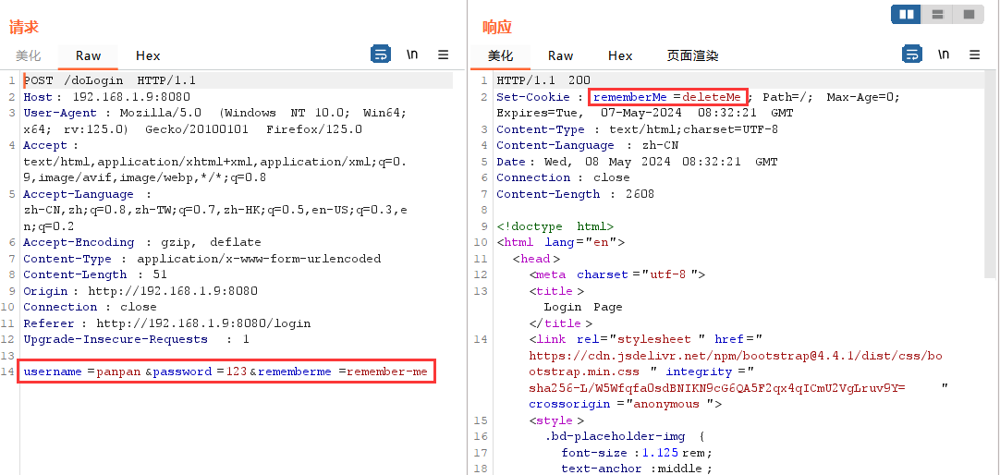 请求
美化 Raw Hex \n
1 POST /doLogin HTTP/1.1
2 Host: 192.168.1.9:8080
3 User-Agent: Mozilla/5.0 (Windows NT 10.0; Win64;
x64; rv:125.0) Gecko/20100101 Firefox/125.0
4 Accept:
text/html,application/xhtml+xml,application/xml;q=0.
9,image/avif,image/webp,*/*;q=0.8
5 Accept-Language :
zh-CN,zh;q=0.8,zh-TW;q=0.7,zh-HK;q=0.5,en-US;q=0.3,e
n;q=0.2
6 Accept-Encoding : gzip, deflate
7 Content-Type : application/x-www-form-urlencoded
8 Content-Length : 51
9 Origin: http://192.168.1.9:8080
10 Connection : close
11 Referer: http://192.168.1.9:8080/login
12 Upgrade-Insecure-Requests : 1
13
14 username=panpan&password=123&rememberme=remember-me
响应
美化 Raw Hex 页面渲染 \n
1 HTTP/1.1 200
2 Set-Cookie: rememberMe=deleteMe; Path=/; Max-Age=0;
Expires=Tue, 07-May-2024 08:32:21 GMT
3 Content-Type: text/html;charset=UTF-8
4 Content-Language : zh-CN
5 Date: Wed, 08 May 2024 08:32:21 GMT
6 Connection: close
7 Content-Length : 2608
8
9 <!doctype html>
10 <html lang="en">
11 <head>
12 <meta charset="utf-8">
13 <title>
Login Page
</title>
14 <link rel="stylesheet " href="
https://cdn.jsdelivr.net/npm/bootstrap@4.4.1/dist/css/bo
otstrap.min.css " integrity="
sha256-L/W5Wfqfa0sdBNIKN9cG6QA5F2qx4qICmU2VgLruv9Y= "
crossorigin="anonymous">
15 <style>
16 .bd-placeholder-img {
17 font-size:1.125rem;
18 text-anchor:middle;